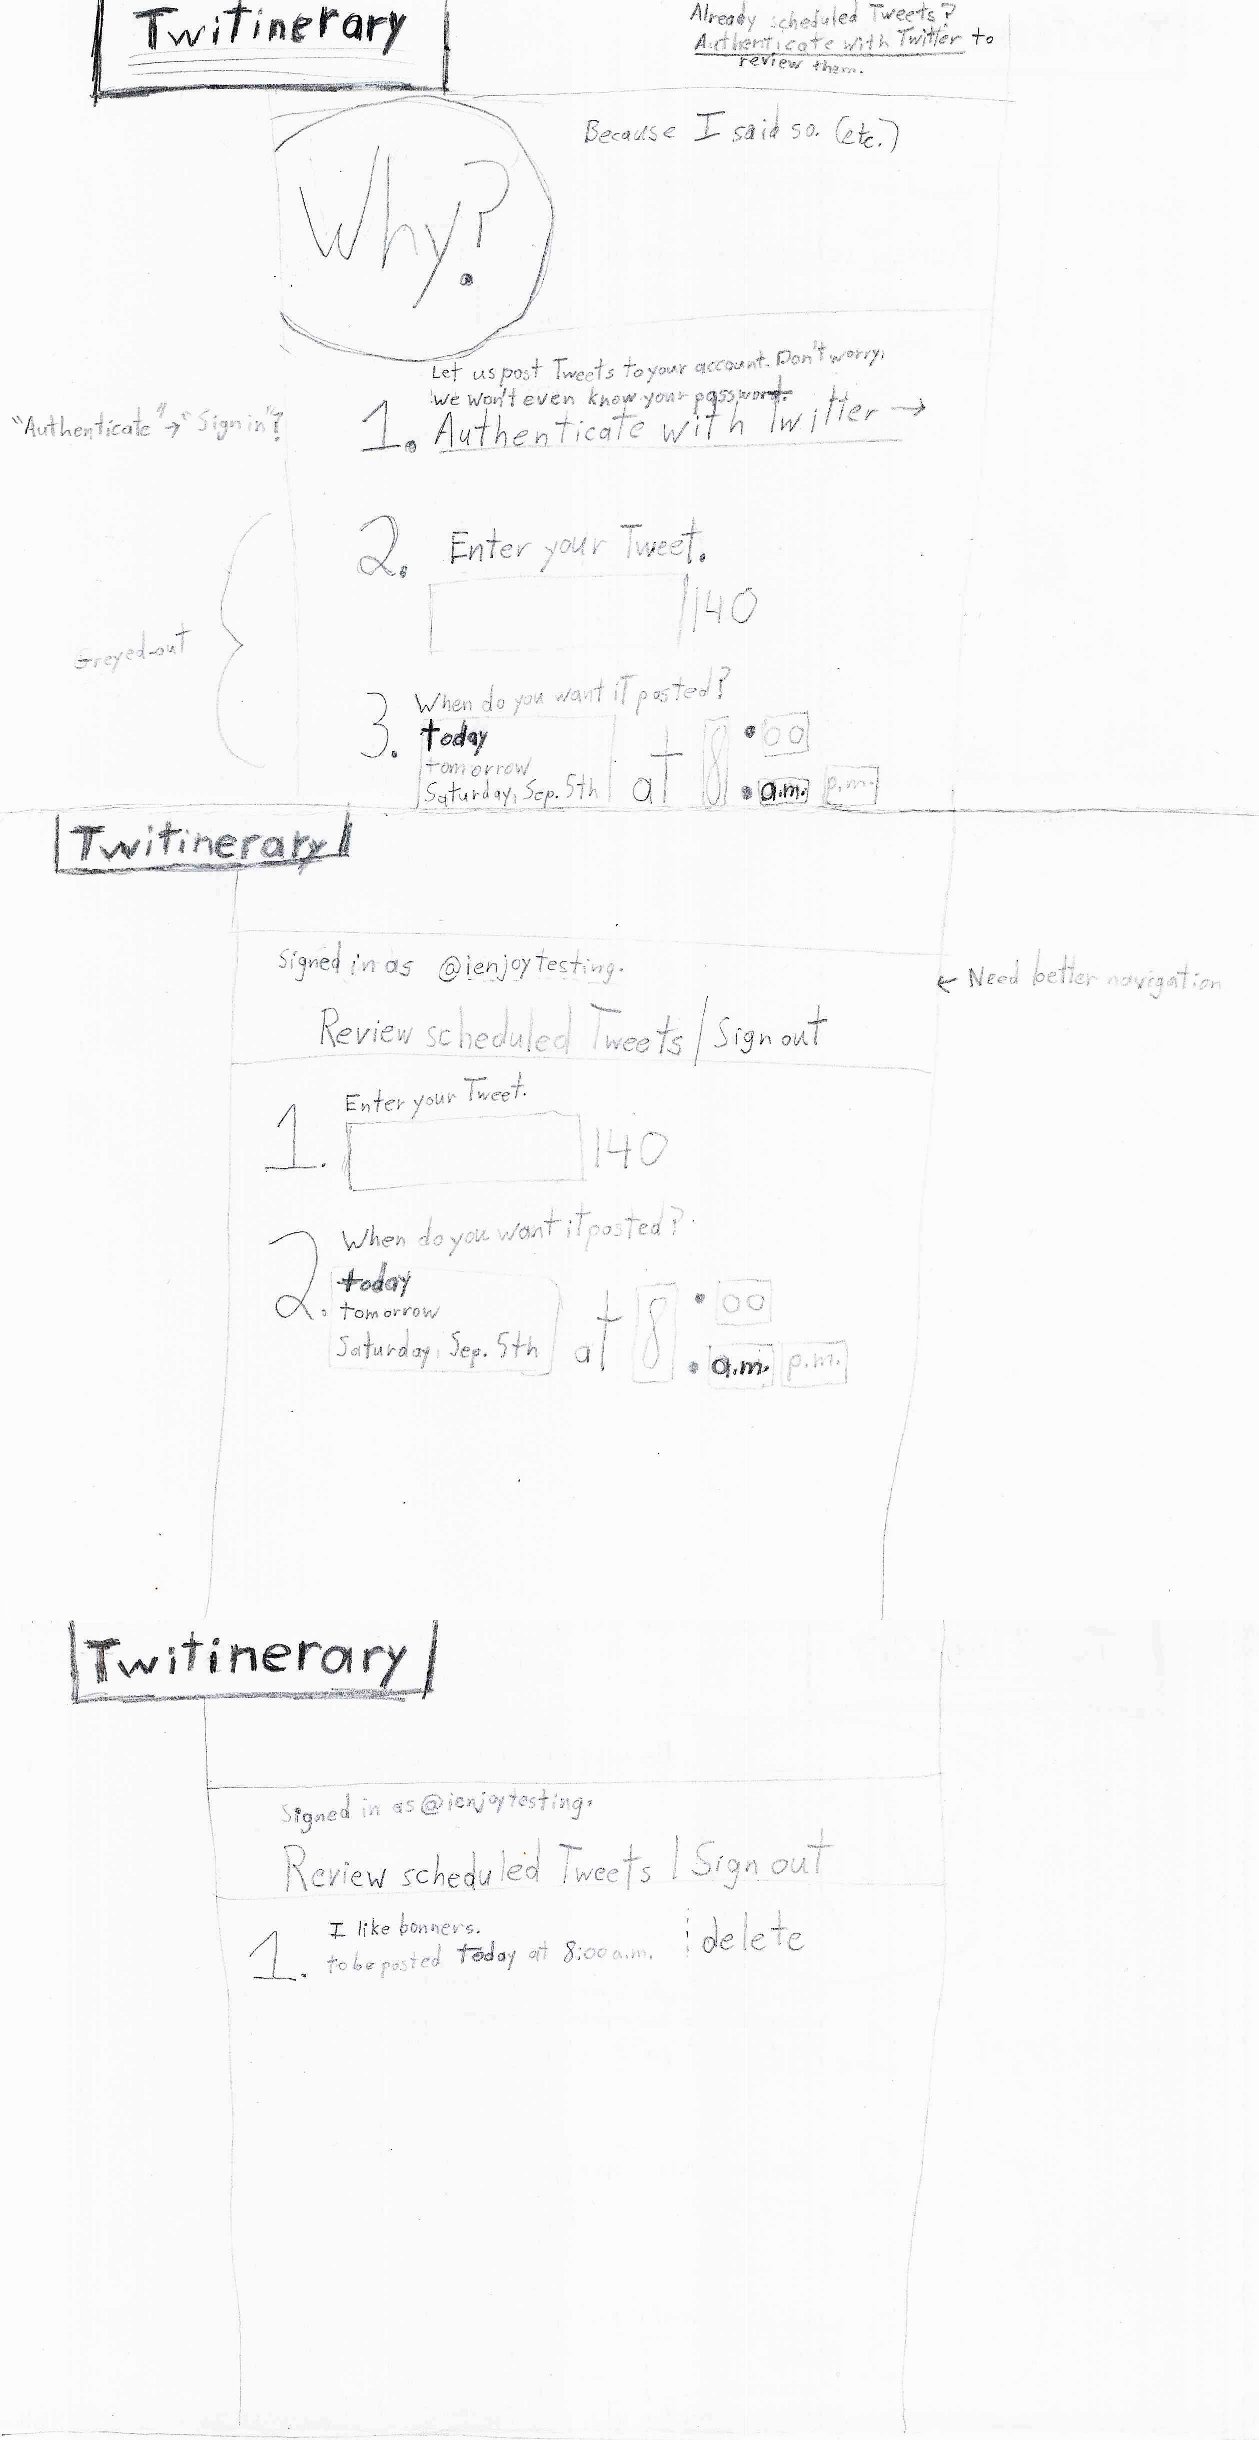 Twitinerary
Already scheduled Tweets?
Authenticate with Twitter to
review them.
Why?
Because I said so. (etc.)
Let us post Tweets to your account. Don't worry,
we won't even know your password.
"Authenticate" → "Sign in"?
1. Authenticate with Twitter →
2. Enter your Tweet.
140
Greyed-out
3. When do you want it posted?
today
tomorrow
Saturday, Sep. 5th
at 8 : 00
a.m. p.m.
Twitinerary
Signed in as @ienjoytesting.
← Need better navigation
Review scheduled Tweets / Sign out
1. Enter your Tweet.
140
2. When do you want it posted?
today
tomorrow
Saturday, Sep. 5th
at 8 : 00
a.m. p.m.
Twitinerary
Signed in as @ienjoytesting.
Review scheduled Tweets | Sign out
1. I like bonners.
to be posted today at 8:00 a.m. delete